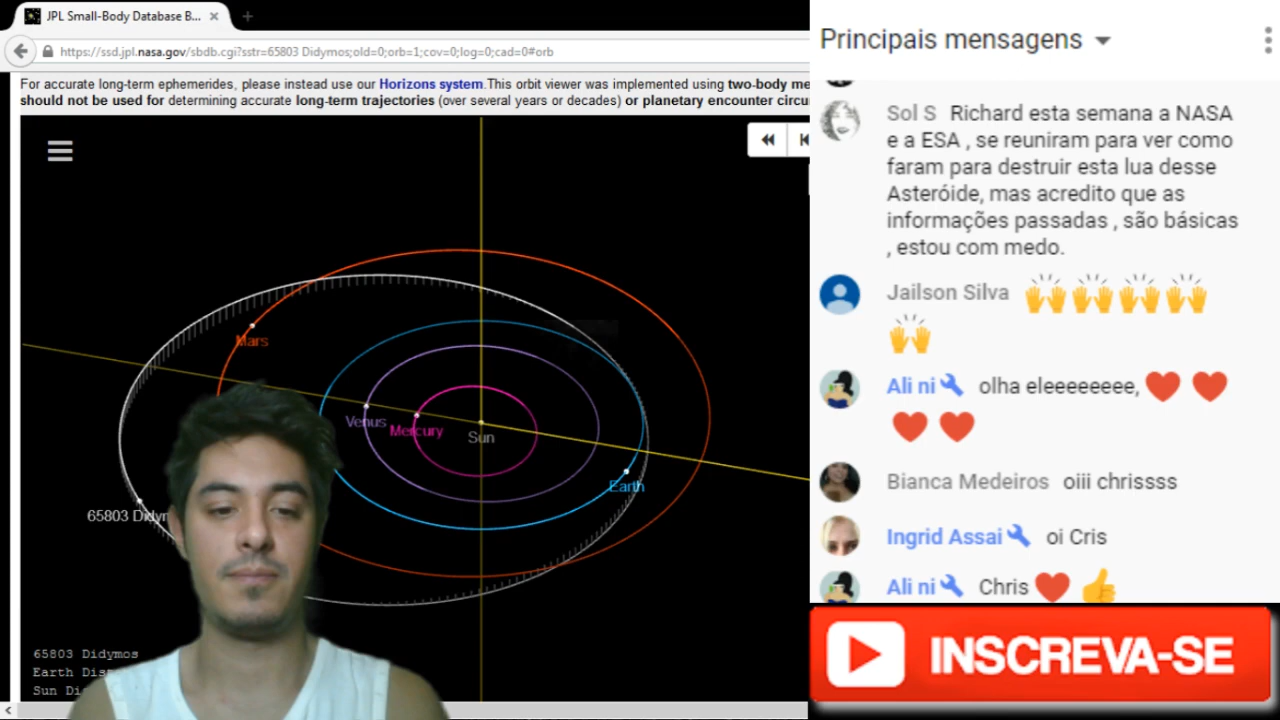 JPL Small-Body Database B...
https://ssd.jpl.nasa.gov/sbdb.cgi?sstr=65803 Didymos;old=0;orb=1;cov=0;log=0;cad=0#orb
For accurate long-term ephemerides, please instead use our Horizons system.This orbit viewer was implemented using two-body me
should not be used for determining accurate long-term trajectories (over several years or decades) or planetary encounter circu
Mars
Venus
Mercury
Sun
Earth
65803 Didym
65803 Didymos
Earth Dis
Sun Di
Principais mensagens
Sol S Richard esta semana a NASA
e a ESA , se reuniram para ver como
faram para destruir esta lua desse
Asteróide, mas acredito que as
informações passadas , são básicas
, estou com medo.
Jailson Silva 🙌🙌🙌🙌
🙌
Ali ni olha eleeeeeeee, ❤️❤️
❤️❤️
Bianca Medeiros oiii chrissss
Ingrid Assai oi Cris
Ali ni Chris ❤️👍
INSCREVA-SE